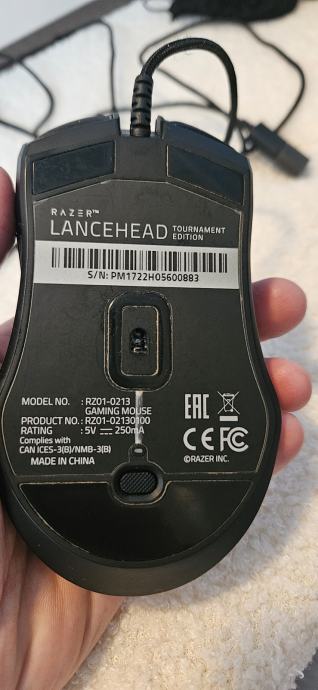 RAZER™
LANCEHEAD TOURNAMENT EDITION
S/N: PM1722H05600883
MODEL NO. : RZ01-0213
GAMING MOUSE
PRODUCT NO.: RZ01-02130100
RATING : 5V ⎓ 250mA
Complies with
CAN ICES-3(B)/NMB-3(B)
MADE IN CHINA
EAC
CE FC
©RAZER INC.